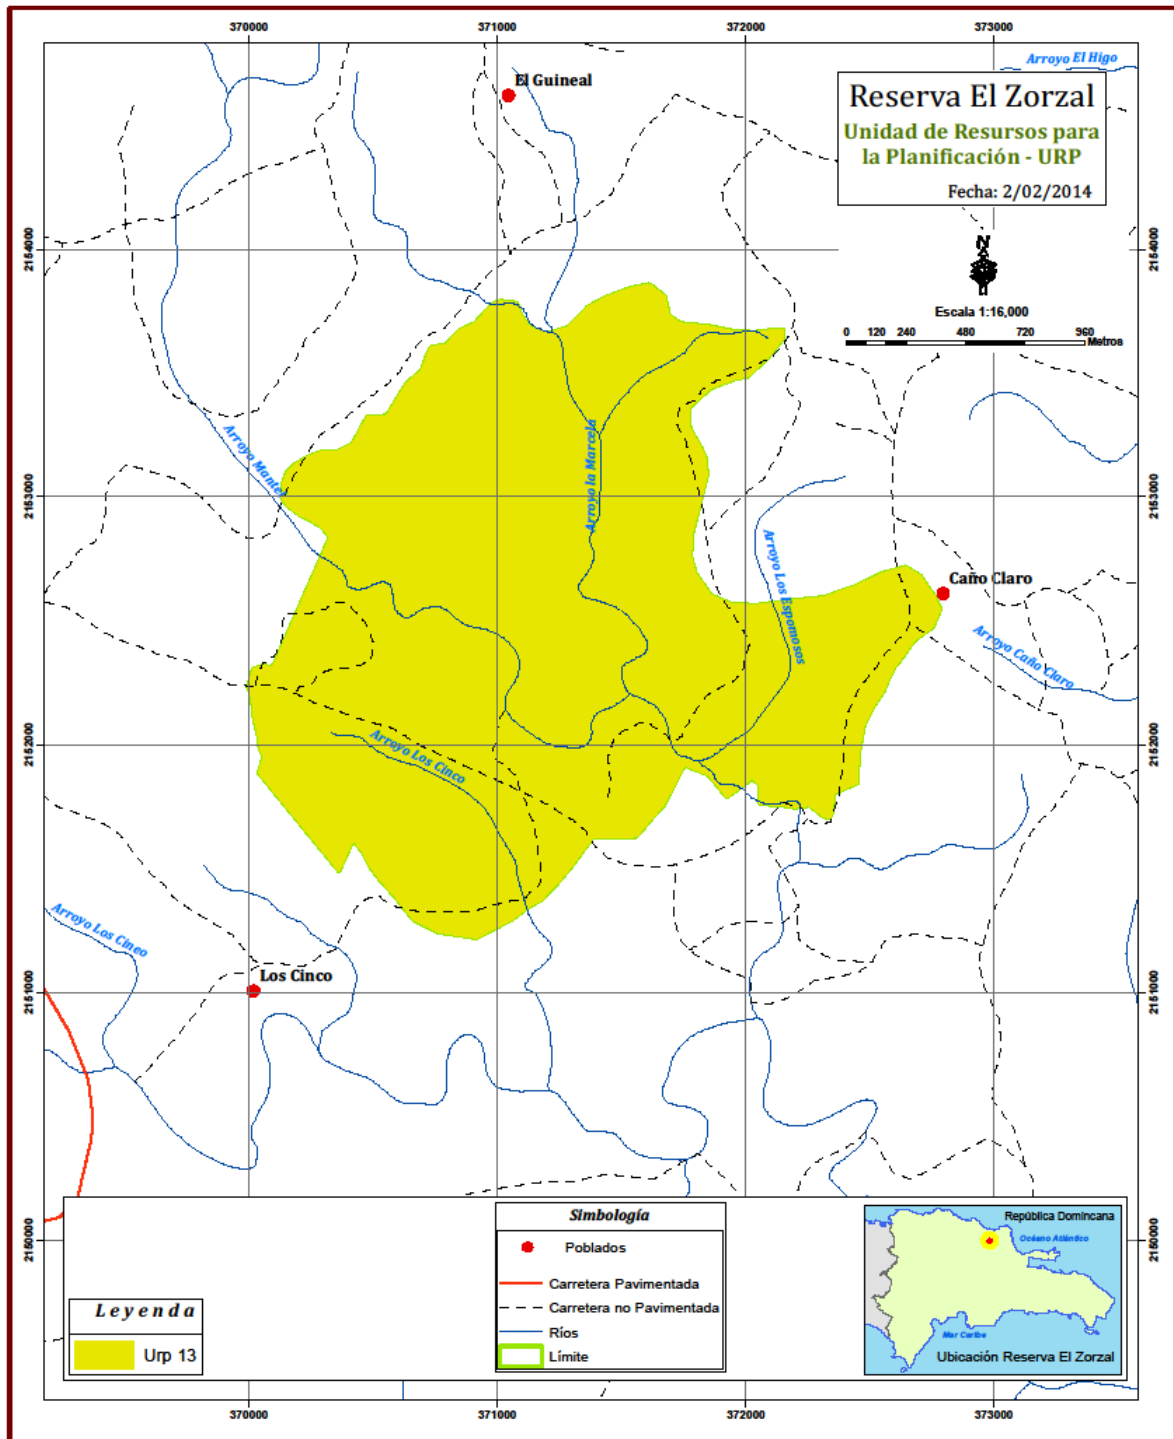 370000 371000 372000 373000
El Guineal
Arroyo El Higo
Reserva El Zorzal
Unidad de Resursos para
la Planificación - URP
Fecha: 2/02/2014
2154000 2154000
N
Escala 1:16,000
0 120 240 480 720 960
Metros
Arroyo Mantel
Arroyo la Marcela
2153000 2153000
Arroyo Los Espomosos
Caño Claro
Arroyo Caño Claro
2152000 2152000
Arroyo Los Cinco
Arroyo Los Cinco
Los Cinco
2151000 2151000
2150000 2150000
Leyenda
Urp 13
Simbología
Poblados
Carretera Pavimentada
Carretera no Pavimentada
Ríos
Límite
República Domincana
Océano Atlántico
Mar Caribe
Ubicación Reserva El Zorzal
370000 371000 372000 373000